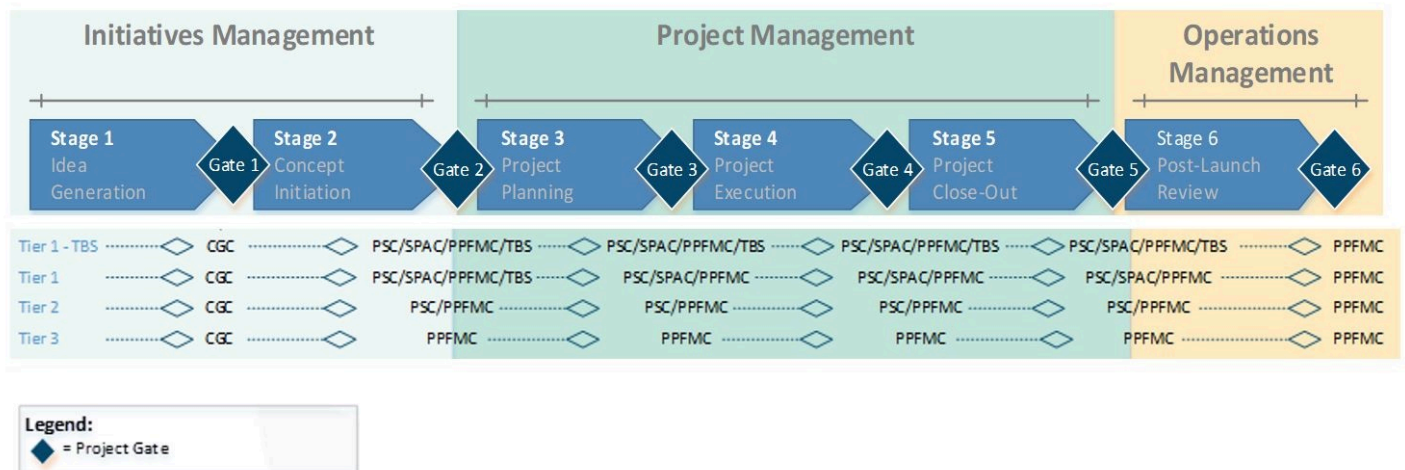 Initiatives Management
Project Management
Operations
Management
Stage 1
Idea
Generation
Gate 1
Stage 2
Concept
Initiation
Gate 2
Stage 3
Project
Planning
Gate 3
Stage 4
Project
Execution
Gate 4
Stage 5
Project
Close-Out
Gate 5
Stage 6
Post-Launch
Review
Gate 6
Tier 1 - TBS CGC PSC/SPAC/PPFMC/TBS PSC/SPAC/PPFMC/TBS PSC/SPAC/PPFMC/TBS PSC/SPAC/PPFMC/TBS PPFMC
Tier 1 CGC PSC/SPAC/PPFMC/TBS PSC/SPAC/PPFMC PSC/SPAC/PPFMC PSC/SPAC/PPFMC PPFMC
Tier 2 CGC PSC/PPFMC PSC/PPFMC PSC/PPFMC PSC/PPFMC PPFMC
Tier 3 CGC PPFMC PPFMC PPFMC PPFMC PPFMC
Legend:
= Project Gate